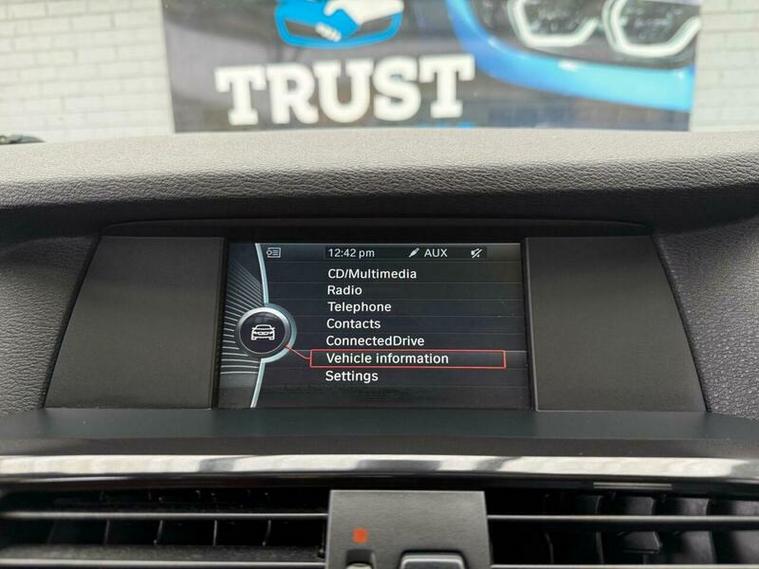 TRUST
12:42 pm AUX
CD/Multimedia
Radio
Telephone
Contacts
ConnectedDrive
Vehicle information
Settings